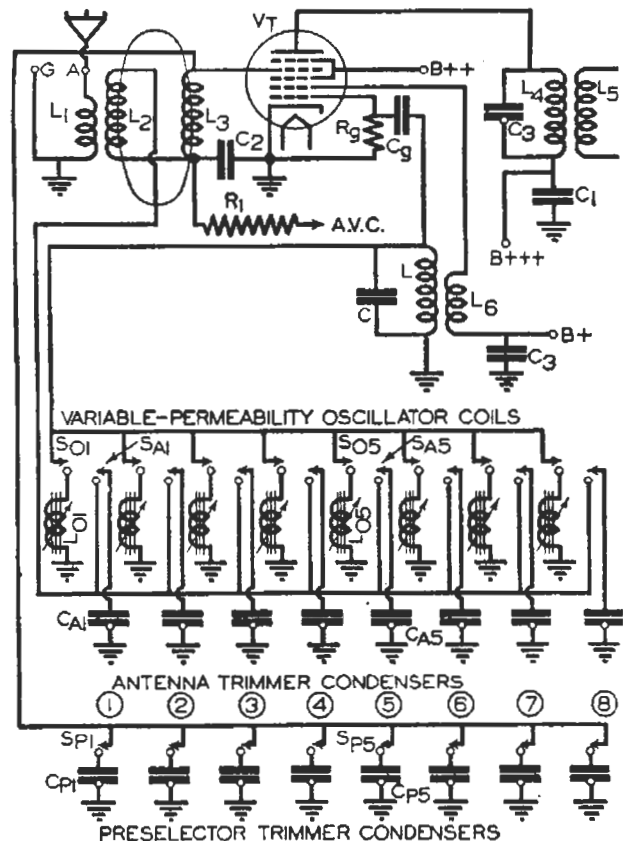 VT
G A
B++
L1 L2 L3 C2 Rg Cg L4 C3 L5
C1
R1 A.V.C.
B+++
C L L6
B+
C3
VARIABLE-PERMEABILITY OSCILLATOR COILS
SO1 SA1 SO5 SA5
LO1 LO5
CA1 CA5
ANTENNA TRIMMER CONDENSERS
1 2 3 4 5 6 7 8
SP1 SP5
CP1 CP5
PRESELECTOR TRIMMER CONDENSERS